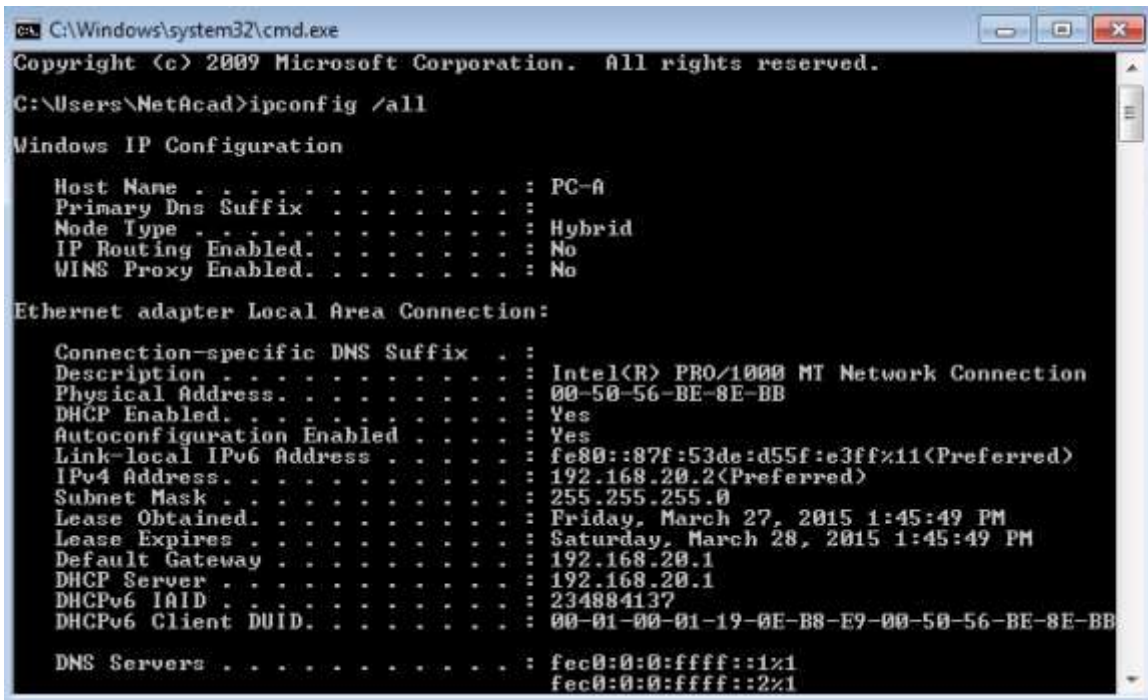 C:\Windows\system32\cmd.exe
Copyright (c) 2009 Microsoft Corporation.  All rights reserved.
C:\Users\NetAcad>ipconfig /all
Windows IP Configuration
Host Name . . . . . . . . . . . . : PC-A
Primary Dns Suffix  . . . . . . . :
Node Type . . . . . . . . . . . . : Hybrid
IP Routing Enabled. . . . . . . . : No
WINS Proxy Enabled. . . . . . . . : No
Ethernet adapter Local Area Connection:
Connection-specific DNS Suffix  . :
Description . . . . . . . . . . . : Intel(R) PRO/1000 MT Network Connection
Physical Address. . . . . . . . . : 00-50-56-BE-8E-BB
DHCP Enabled. . . . . . . . . . . : Yes
Autoconfiguration Enabled . . . . : Yes
Link-local IPv6 Address . . . . . : fe80::87f:53de:d55f:e3ff%11(Preferred)
IPv4 Address. . . . . . . . . . . : 192.168.20.2(Preferred)
Subnet Mask . . . . . . . . . . . : 255.255.255.0
Lease Obtained. . . . . . . . . . : Friday, March 27, 2015 1:45:49 PM
Lease Expires . . . . . . . . . . : Saturday, March 28, 2015 1:45:49 PM
Default Gateway . . . . . . . . . : 192.168.20.1
DHCP Server . . . . . . . . . . . : 192.168.20.1
DHCPv6 IAID . . . . . . . . . . . : 234884137
DHCPv6 Client DUID. . . . . . . . : 00-01-00-01-19-0E-B8-E9-00-50-56-BE-8E-BB
DNS Servers . . . . . . . . . . . : fec0:0:0:ffff::1%1
fec0:0:0:ffff::2%1